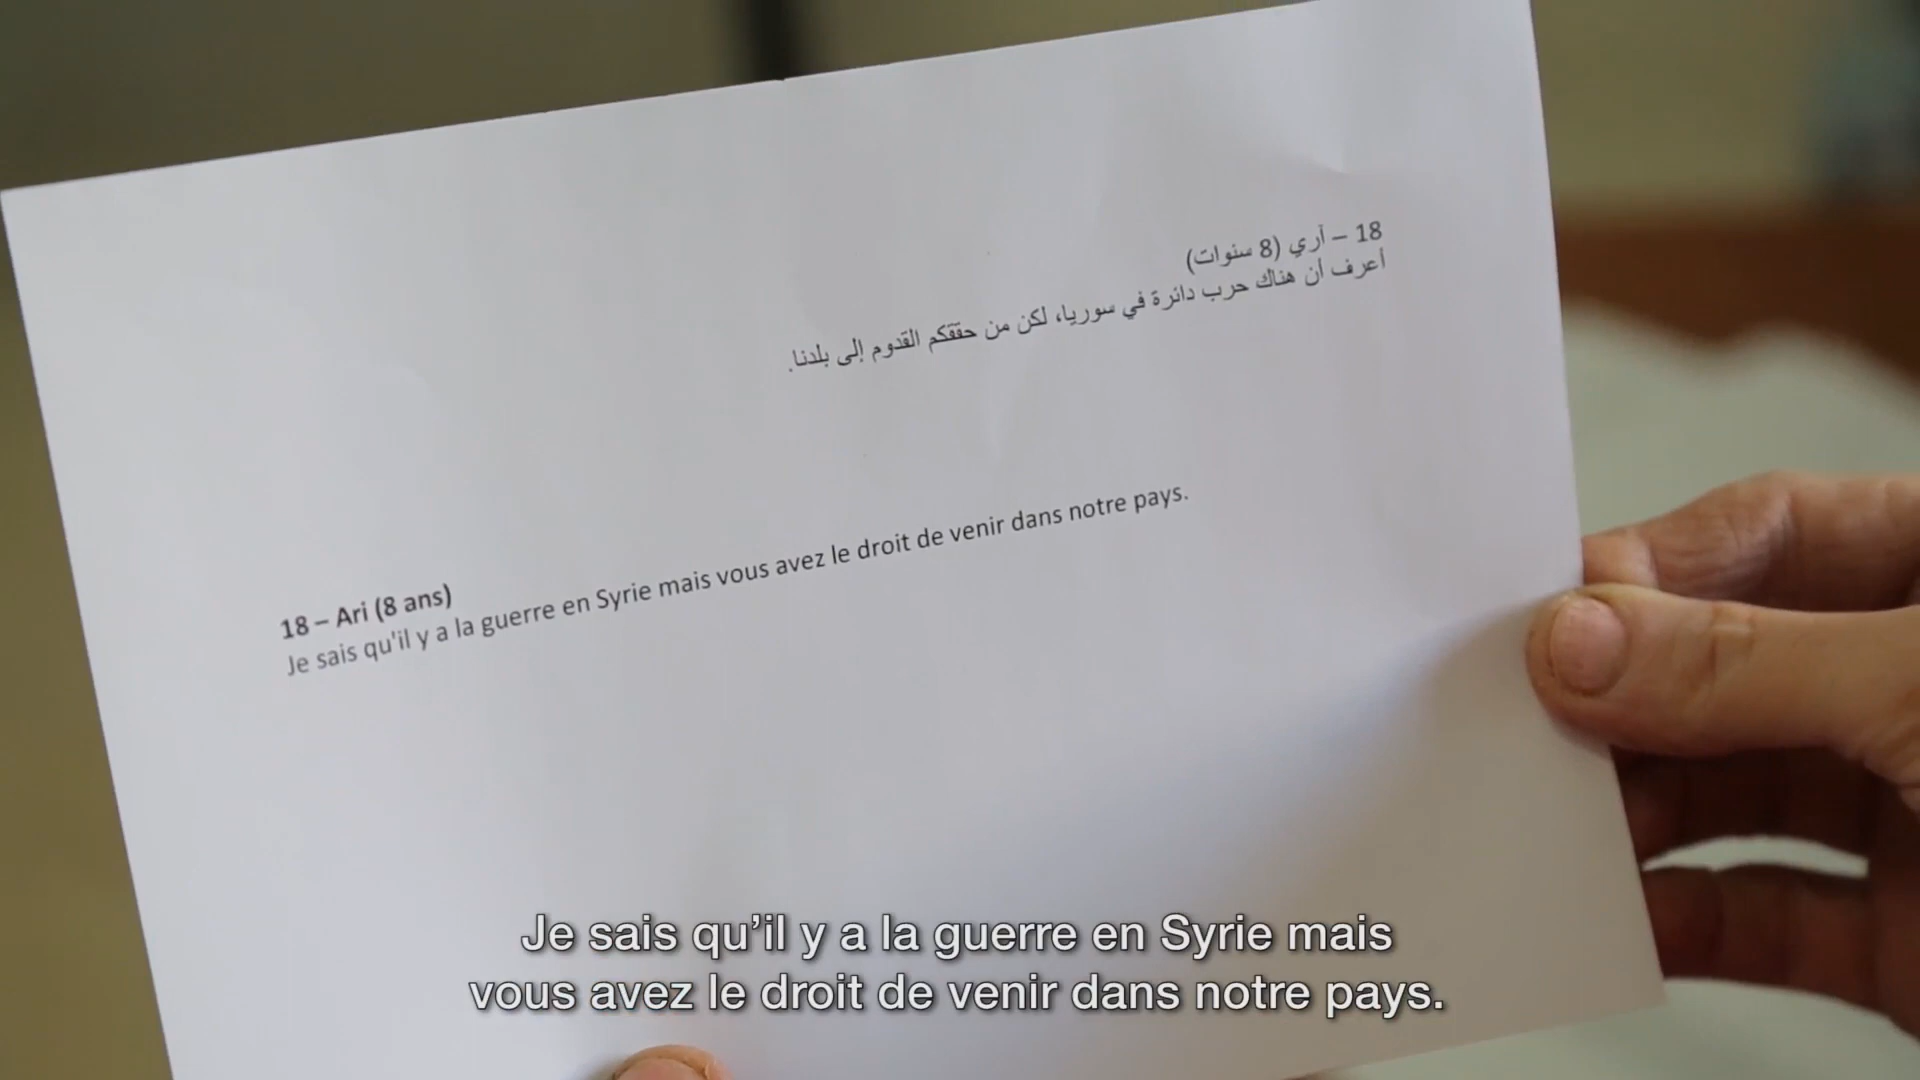 18 – آري (8 سنوات)
أعرف أن هناك حرب دائرة في سوريا، لكن من حققكم القدوم إلى بلدنا.
18 – Ari (8 ans)
Je sais qu'il y a la guerre en Syrie mais vous avez le droit de venir dans notre pays.
Je sais qu’il y a la guerre en Syrie mais
vous avez le droit de venir dans notre pays.